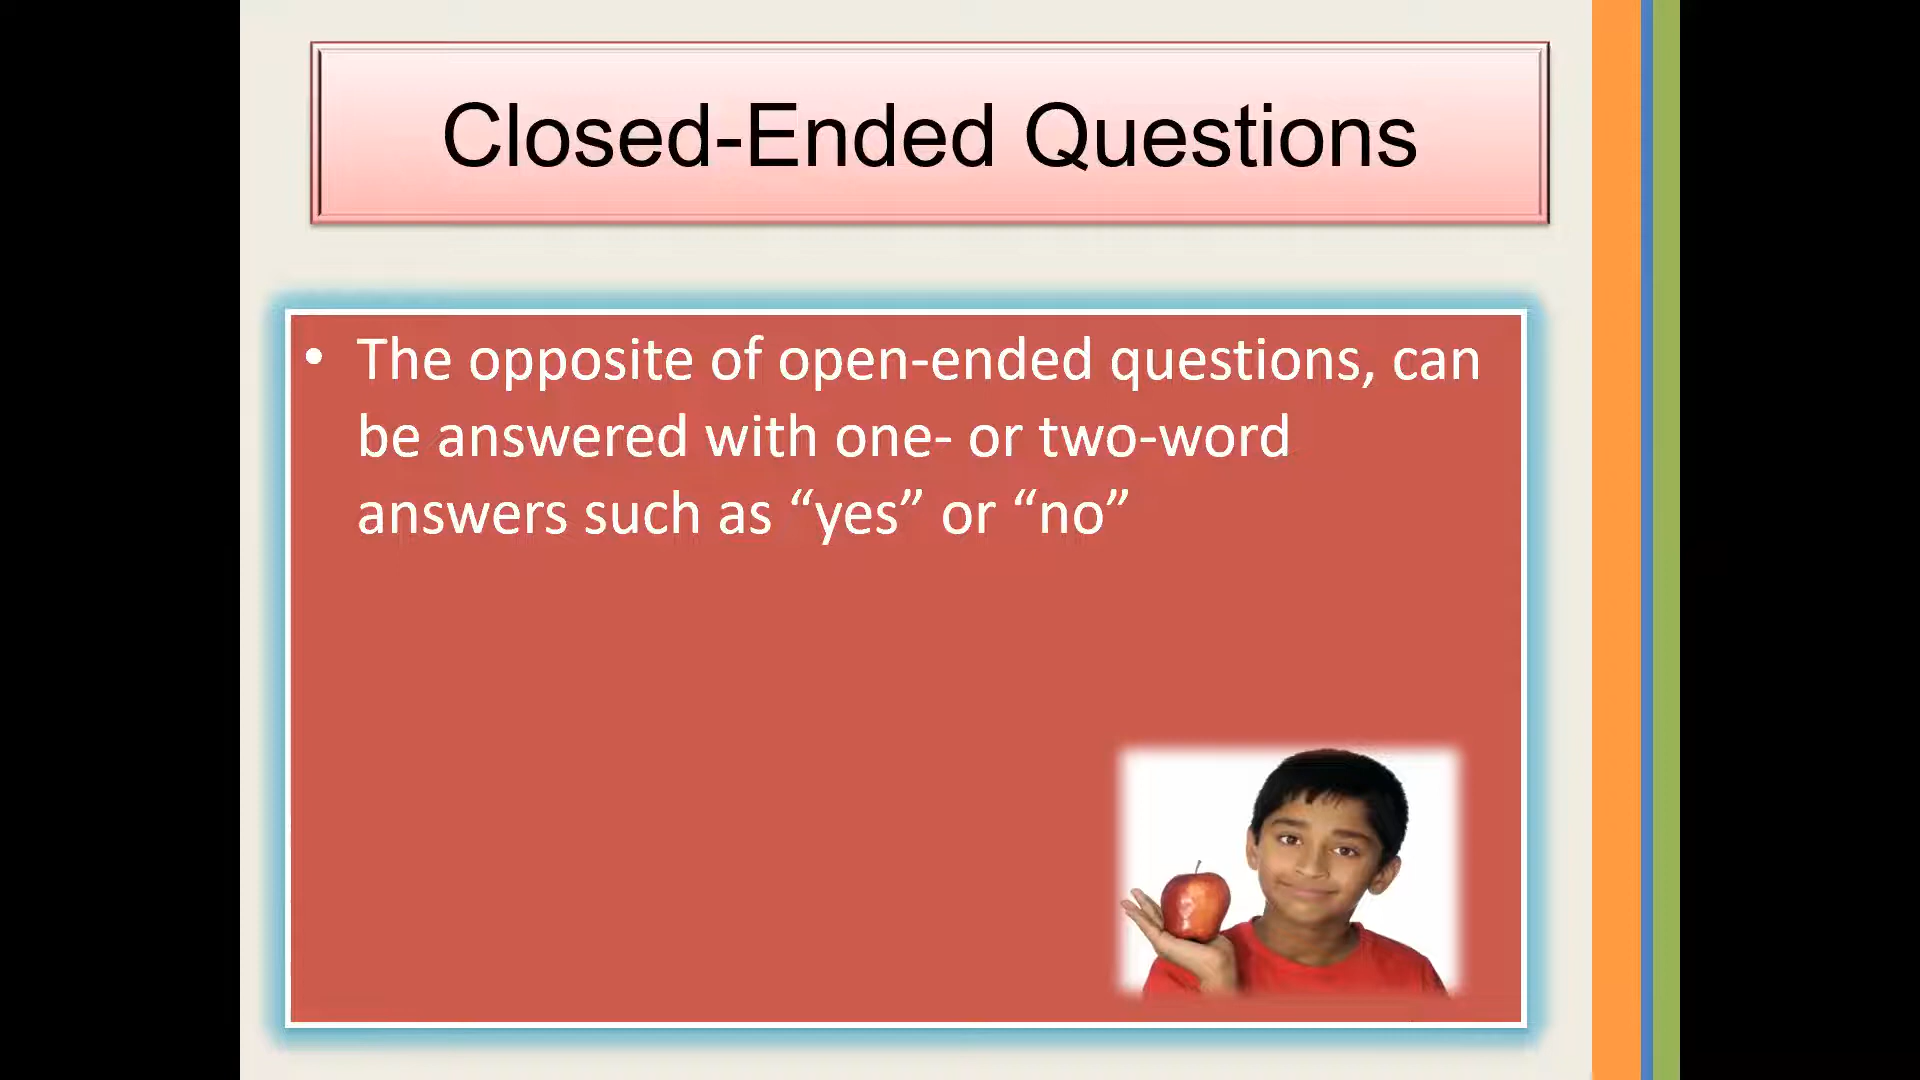 Closed-Ended Questions
• The opposite of open-ended questions, can
be answered with one- or two-word
answers such as “yes” or “no”